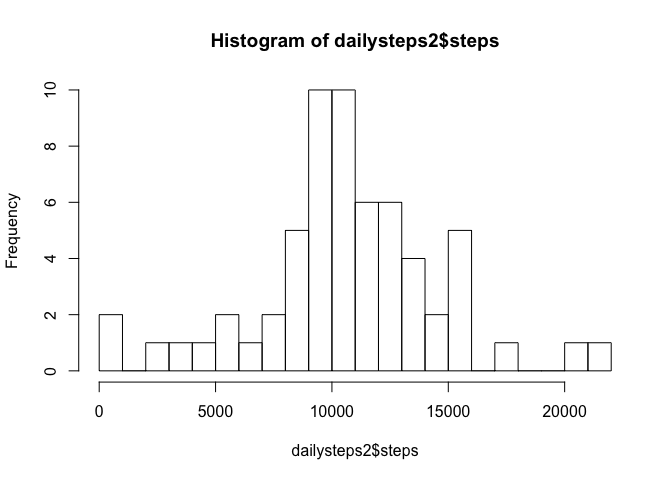 Histogram of dailysteps2$steps
Frequency
0 2 4 6 8 10
0 5000 10000 15000 20000
dailysteps2$steps